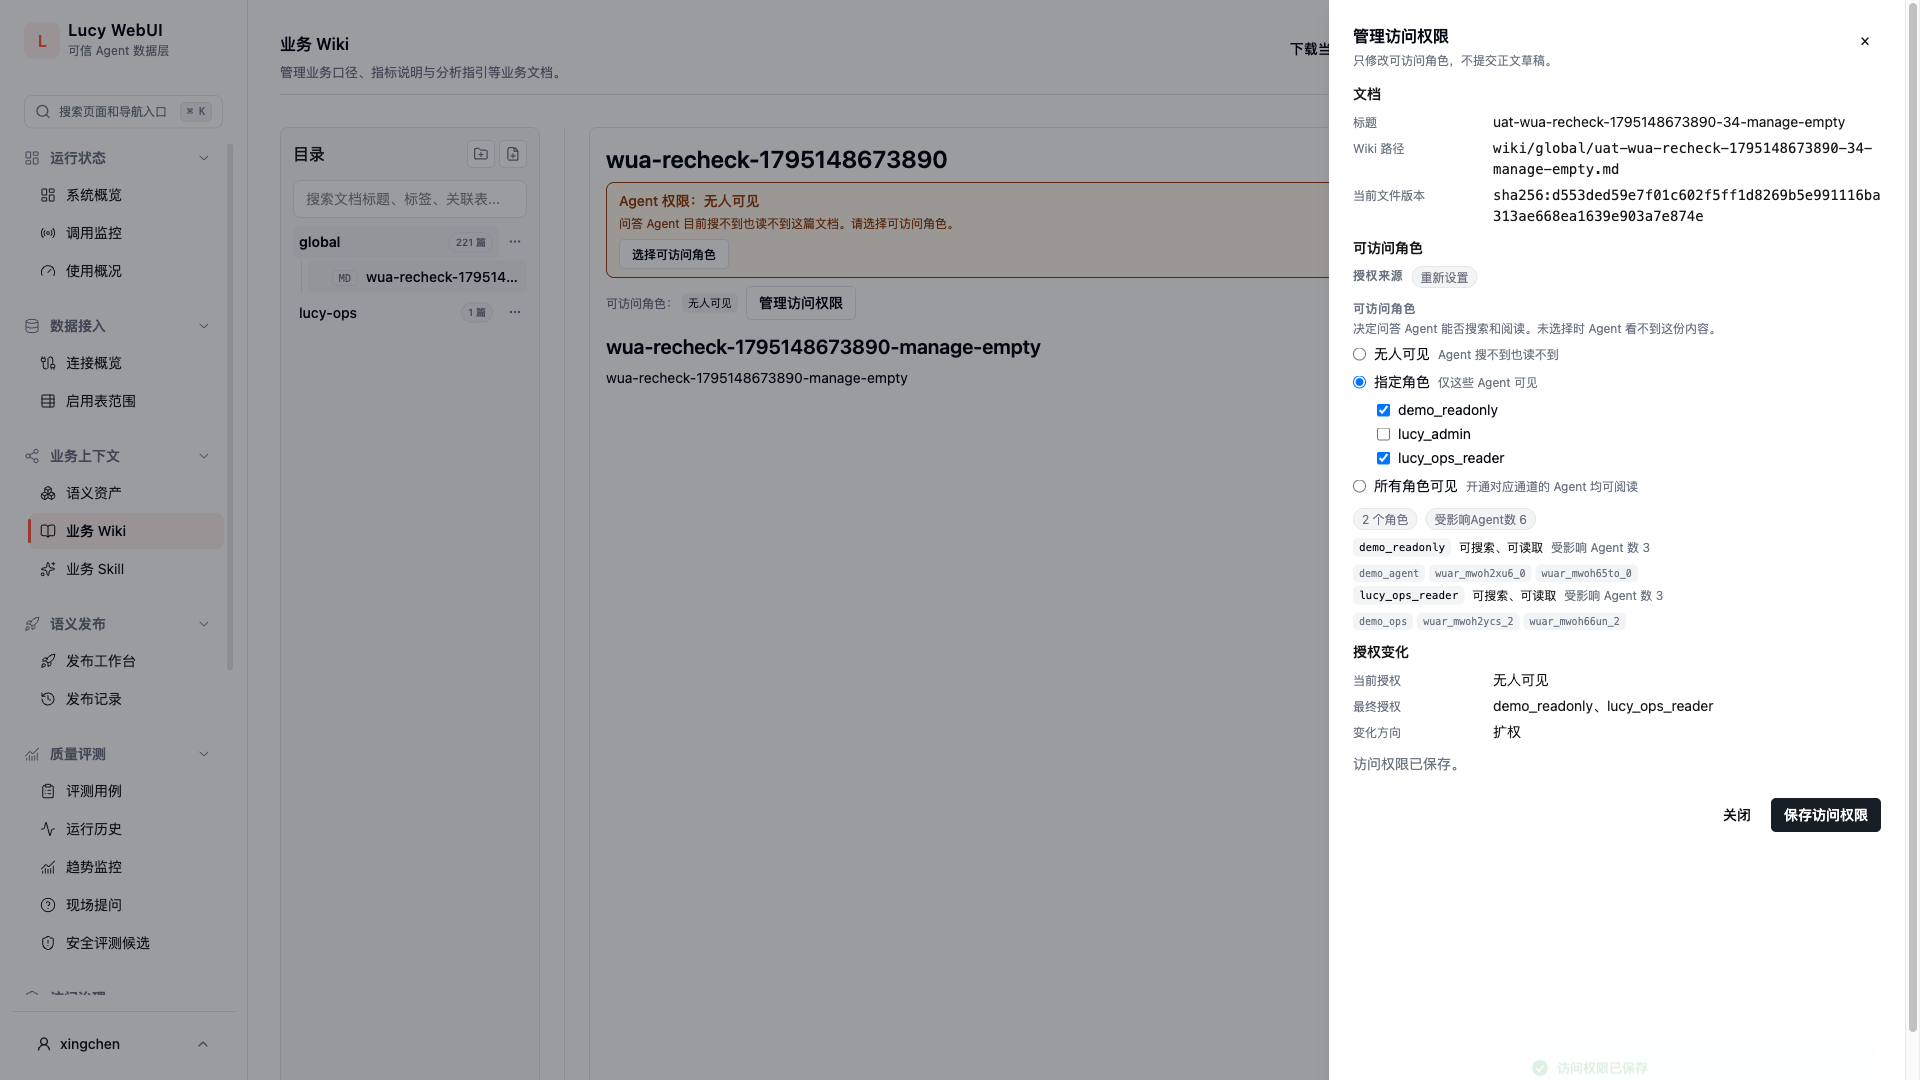 L
Lucy WebUI
可信 Agent 数据层
搜索页面和导航入口
⌘ K
运行状态
系统概览
调用监控
使用概况
数据接入
连接概览
启用表范围
业务上下文
语义资产
业务 Wiki
业务 Skill
语义发布
发布工作台
发布记录
质量评测
评测用例
运行历史
趋势监控
现场提问
安全评测候选
xingchen
业务 Wiki
管理业务口径、指标说明与分析指引等业务文档。
下载当
目录
搜索文档标题、标签、关联表...
global
221 篇
MD wua-recheck-179514...
lucy-ops
1 篇
wua-recheck-1795148673890
Agent 权限：无人可见
问答 Agent 目前搜不到也读不到这篇文档。请选择可访问角色。
选择可访问角色
可访问角色： 无人可见 管理访问权限
wua-recheck-1795148673890-manage-empty
wua-recheck-1795148673890-manage-empty
管理访问权限
只修改可访问角色，不提交正文草稿。
文档
标题 uat-wua-recheck-1795148673890-34-manage-empty
Wiki 路径 wiki/global/uat-wua-recheck-1795148673890-34-
manage-empty.md
当前文件版本 sha256:d553ded59e7f01c602f5ff1d8269b5e991116ba
313ae668ea1639e903a7e874e
可访问角色
授权来源 重新设置
可访问角色
决定问答 Agent 能否搜索和阅读。未选择时 Agent 看不到这份内容。
无人可见 Agent 搜不到也读不到
指定角色 仅这些 Agent 可见
demo_readonly
lucy_admin
lucy_ops_reader
所有角色可见 开通对应通道的 Agent 均可阅读
2 个角色 受影响Agent数 6
demo_readonly 可搜索、可读取 受影响 Agent 数 3
demo_agent wuar_mwoh2xu6_0 wuar_mwoh65to_0
lucy_ops_reader 可搜索、可读取 受影响 Agent 数 3
demo_ops wuar_mwoh2ycs_2 wuar_mwoh66un_2
授权变化
当前授权 无人可见
最终授权 demo_readonly、lucy_ops_reader
变化方向 扩权
访问权限已保存。
关闭 保存访问权限
访问权限已保存